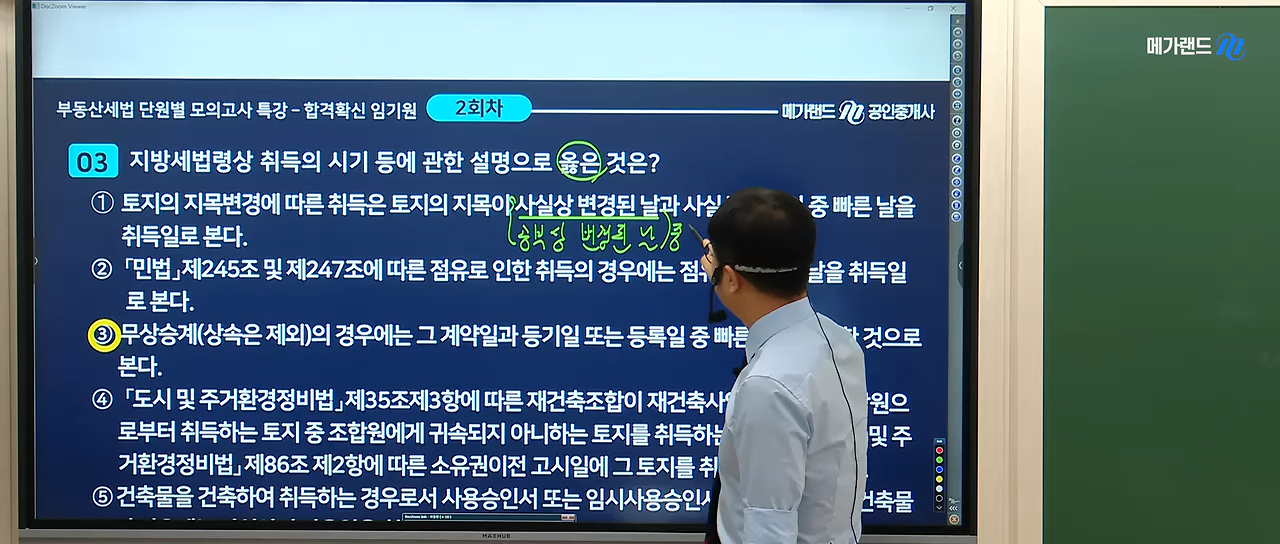 DocZoom Viewer
메가랜드
부동산세법 단원별 모의고사 특강 – 합격확신 임기원
2회차
메가랜드 공인중개사
03 지방세법령상 취득의 시기 등에 관한 설명으로 옳은 것은?
① 토지의 지목변경에 따른 취득은 토지의 지목이 사실상 변경된 날과 사실 중 빠른 날을
공부상 변경된 날 중
취득일로 본다.
② 「민법」제245조 및 제247조에 따른 점유로 인한 취득의 경우에는 날을 취득일
로 본다.
③ 무상승계(상속은 제외)의 경우에는 그 계약일과 등기일 또는 등록일 중 빠른 것으로
본다.
④ 「도시 및 주거환경정비법」제35조제3항에 따른 재건축조합이
로부터 취득하는 토지 중 조합원에게 귀속되지 아니하는 토지를 취득하는 및 주
거환경정비법」제86조 제2항에 따른 소유권이전 고시일에 그 토지를
⑤ 건축물을 건축하여 취득하는 경우로서 사용승인서 또는 건축물
MAXHUB